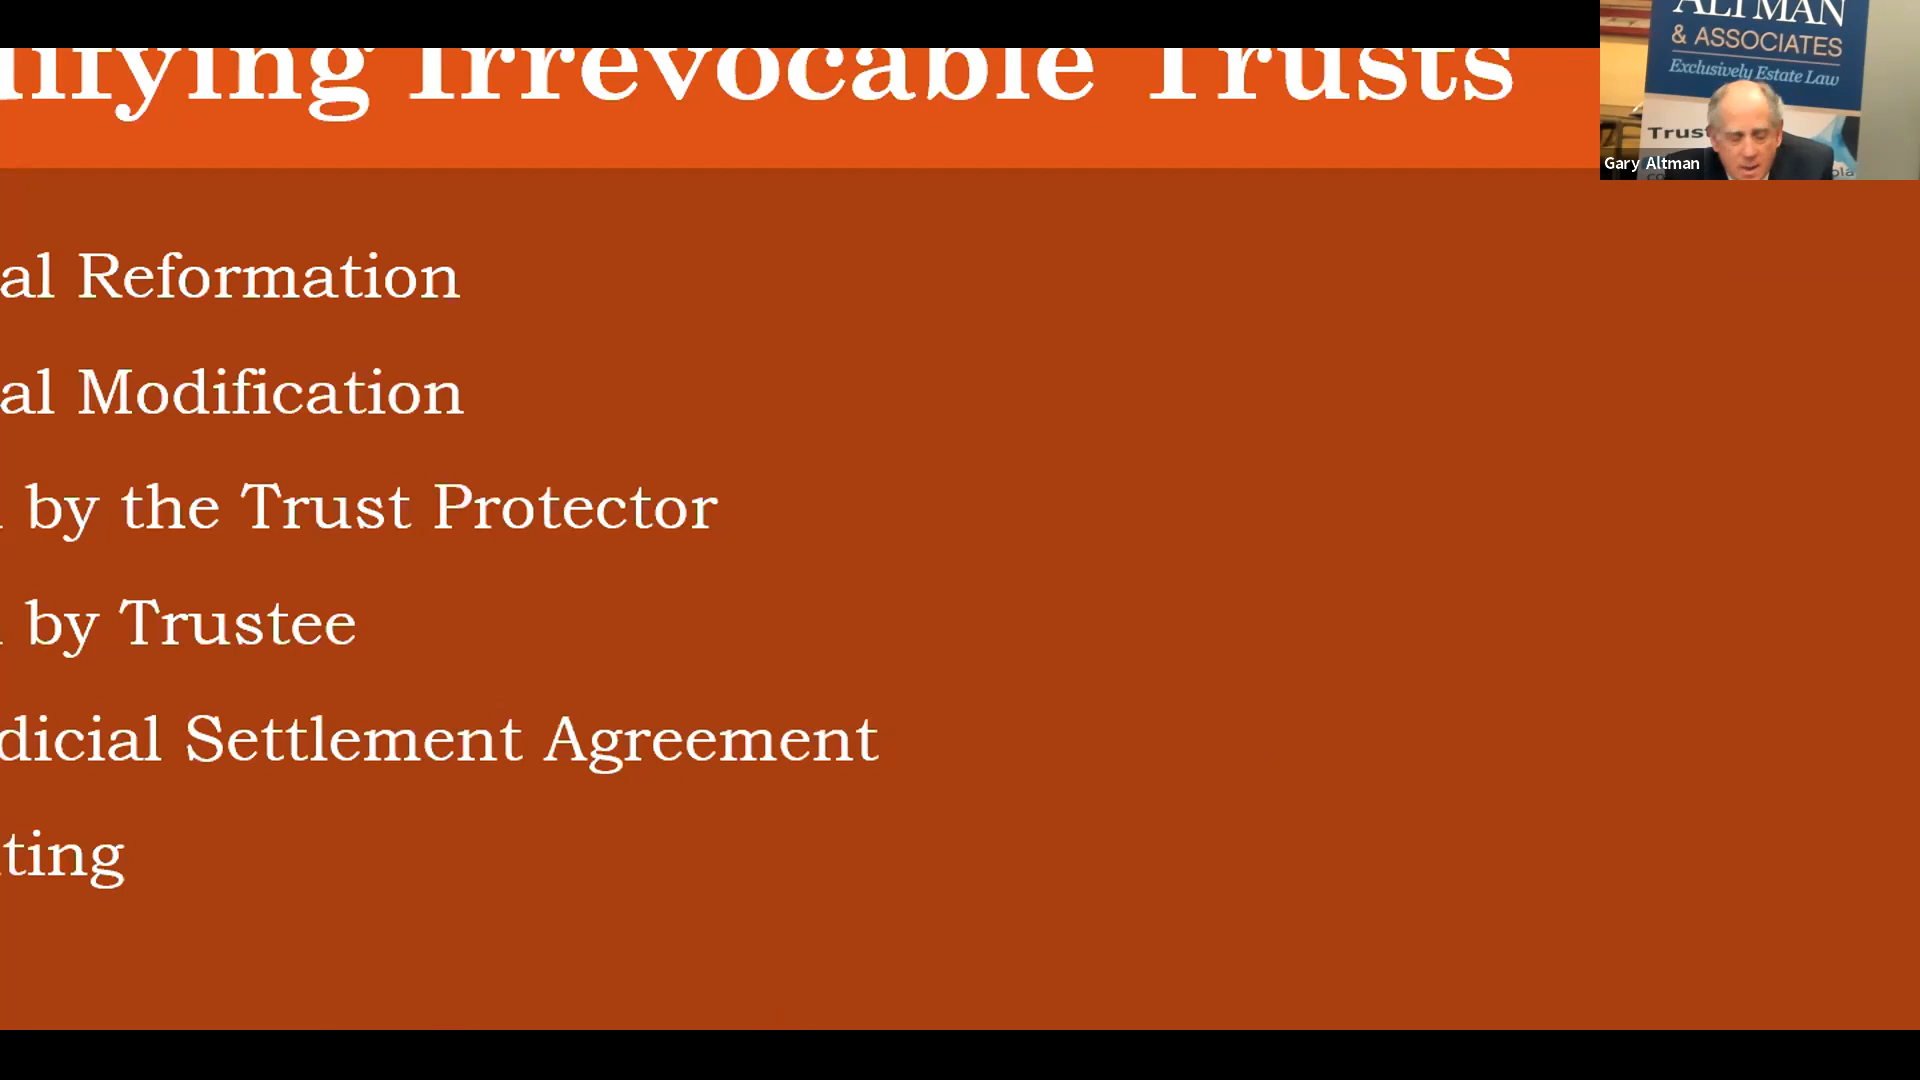 lifying Irrevocable Trusts
al Reformation
al Modification
by the Trust Protector
by Trustee
dicial Settlement Agreement
ting
ALTMAN
& ASSOCIATES
Exclusively Estate Law
Trust
Gary Altman